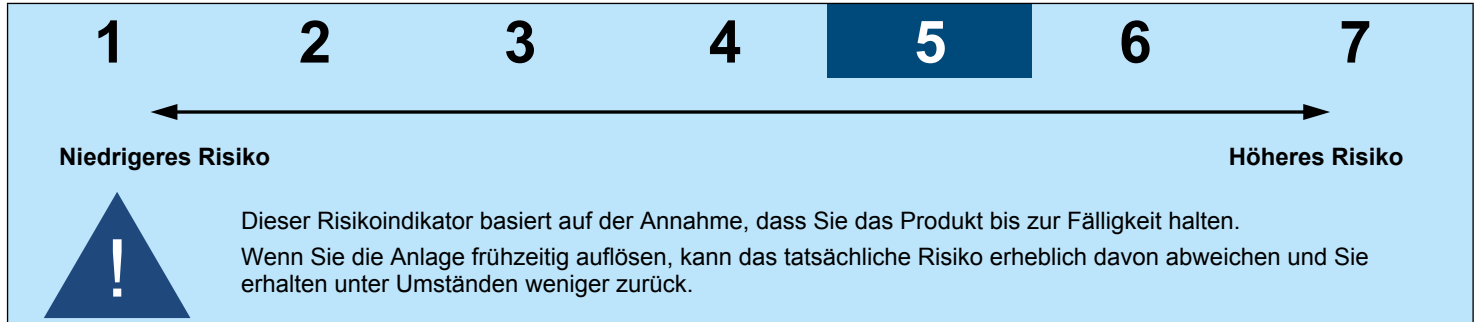 1 2 3 4 5 6 7
Niedrigeres Risiko Höheres Risiko
!
Dieser Risikoindikator basiert auf der Annahme, dass Sie das Produkt bis zur Fälligkeit halten.
Wenn Sie die Anlage frühzeitig auflösen, kann das tatsächliche Risiko erheblich davon abweichen und Sie
erhalten unter Umständen weniger zurück.